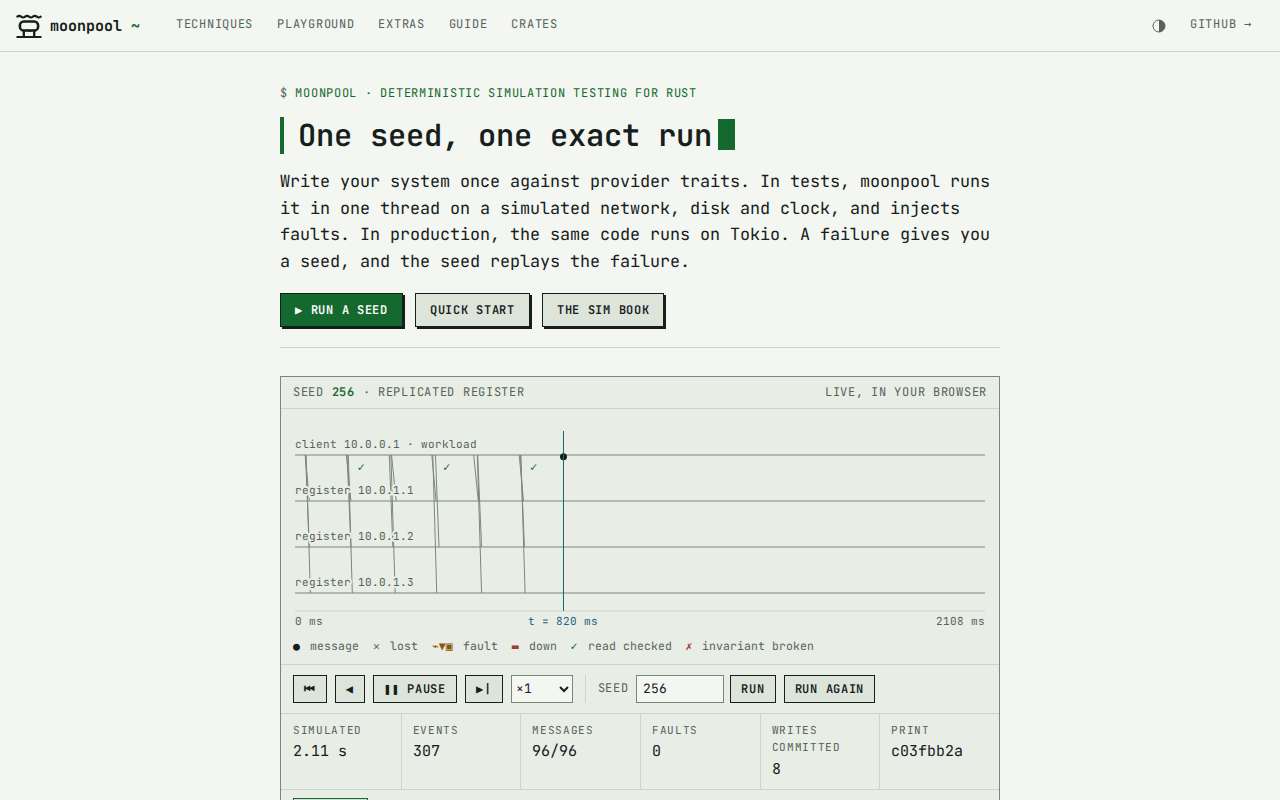 moonpool ~
TECHNIQUES PLAYGROUND EXTRAS GUIDE CRATES
GITHUB →
$ MOONPOOL · DETERMINISTIC SIMULATION TESTING FOR RUST
One seed, one exact run
Write your system once against provider traits. In tests, moonpool runs
it in one thread on a simulated network, disk and clock, and injects
faults. In production, the same code runs on Tokio. A failure gives you
a seed, and the seed replays the failure.
▶ RUN A SEED QUICK START THE SIM BOOK
SEED 256 · REPLICATED REGISTER LIVE, IN YOUR BROWSER
client 10.0.0.1 · workload
✓ ✓ ✓
register 10.0.1.1
register 10.0.1.2
register 10.0.1.3
0 ms t = 820 ms 2108 ms
● message × lost ⌁▼▣ fault ▬ down ✓ read checked ✗ invariant broken
⏮ ◀ ❚❚ PAUSE ▶| ×1 SEED 256 RUN RUN AGAIN
SIMULATED EVENTS MESSAGES FAULTS WRITES COMMITTED PRINT
2.11 s 307 96/96 0 8 c03fbb2a